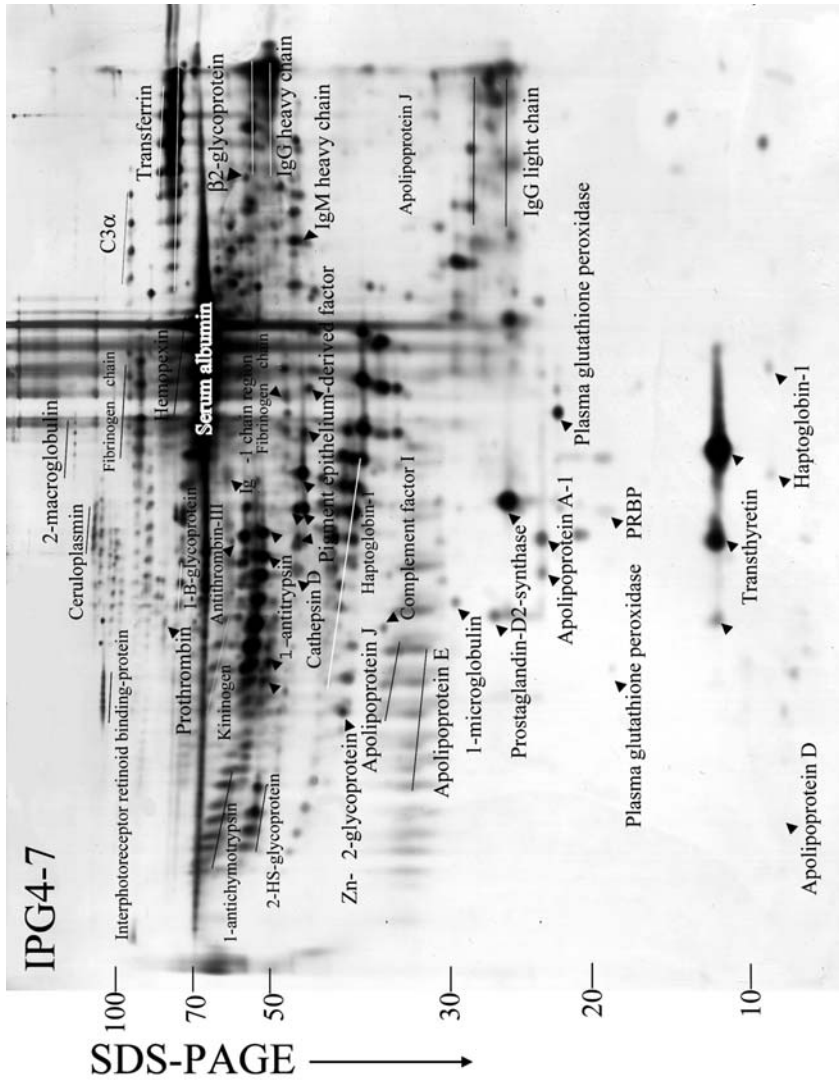 IPG4-7
SDS-PAGE
100
70
50
30
20
10
Interphotoreceptor retinoid binding-protein
Ceruloplasmin
2-macroglobulin
Fibrinogen chain
C3α
Transferrin
Hemopexin
Serum albumin
Prothrombin
1-B-glycoprotein
Antithrombin-III
Kininogen
1-antichymotrypsin
2-HS-glycoprotein
1-antitrypsin
Cathepsin D
Ig -1 chain region
Fibrinogen chain
Pigment epithelium-derived factor
β2-glycoprotein
IgG heavy chain
IgM heavy chain
Haptoglobin-1
Complement factor I
Zn- 2-glycoprotein
Apolipoprotein J
Apolipoprotein E
Apolipoprotein J
IgG light chain
1-microglobulin
Prostaglandin-D2-synthase
Apolipoprotein A-1
Plasma glutathione peroxidase
PRBP
Plasma glutathione peroxidase
Transthyretin
Haptoglobin-1
Apolipoprotein D